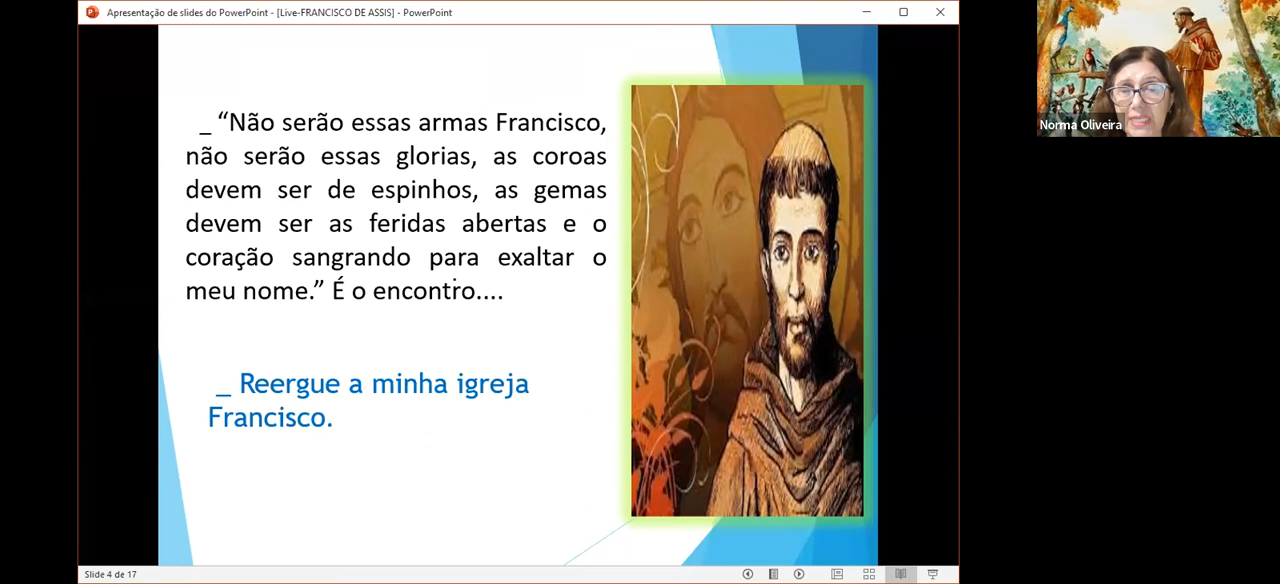 Apresentação de slides do PowerPoint - [Live-FRANCISCO DE ASSIS] - PowerPoint
_ “Não serão essas armas Francisco,
não serão essas glorias, as coroas
devem ser de espinhos, as gemas
devem ser as feridas abertas e o
coração sangrando para exaltar o
meu nome.” É o encontro....
_ Reergue a minha igreja
Francisco.
Norma Oliveira
Slide 4 de 17